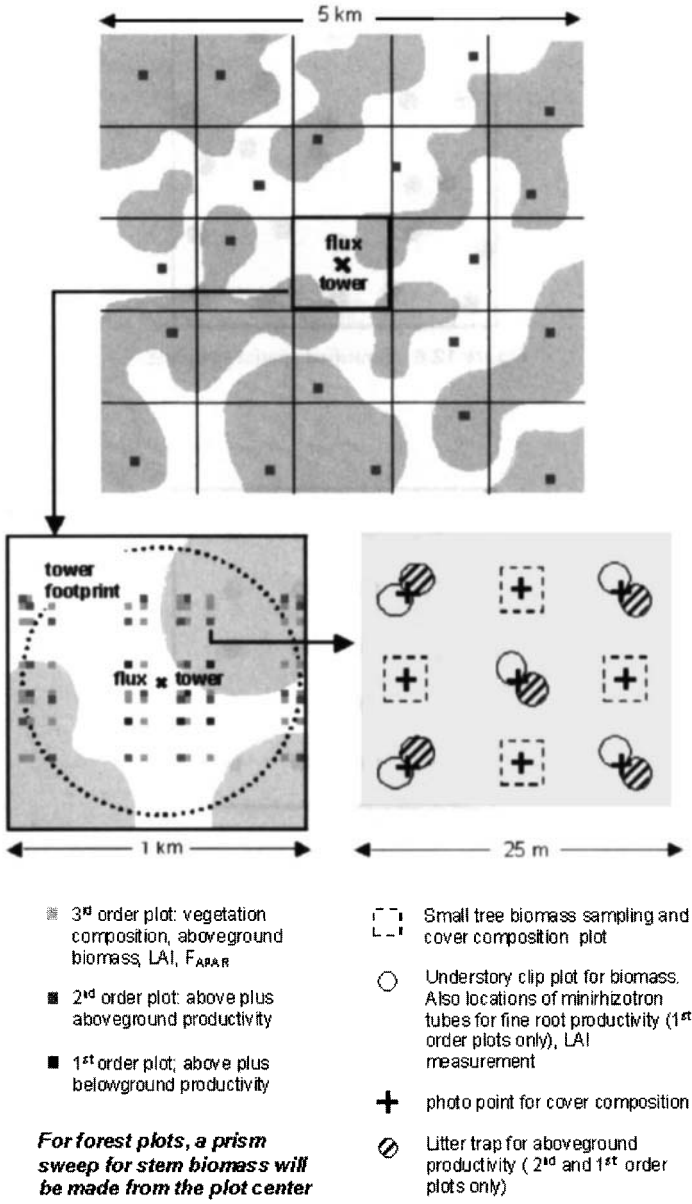 5 km
flux
tower
tower
footprint
flux tower
1 km
25 m
3rd order plot: vegetation
composition, aboveground
biomass, LAI, FAPAR
2nd order plot: above plus
aboveground productivity
1st order plot; above plus
belowground productivity
For forest plots, a prism
sweep for stem biomass will
be made from the plot center
Small tree biomass sampling and
cover composition plot
Understory clip plot for biomass.
Also locations of minirhizotron
tubes for fine root productivity (1st
order plots only), LAI
measurement
photo point for cover composition
Litter trap for aboveground
productivity ( 2nd and 1st order
plots only)